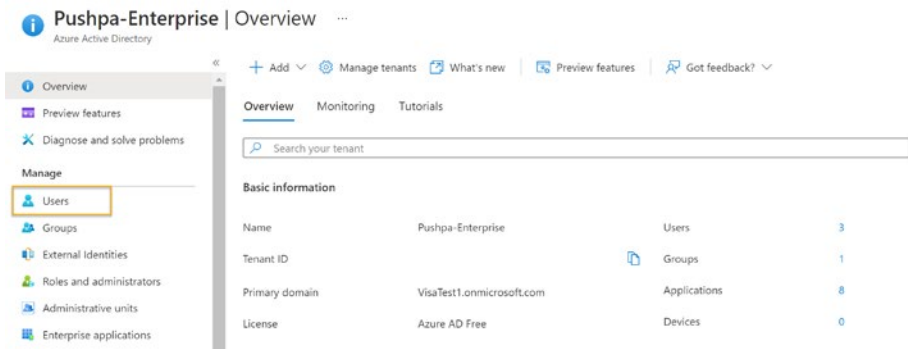 Pushpa-Enterprise | Overview ...
Azure Active Directory
«
+ Add Manage tenants What's new Preview features Got feedback?
Overview
Preview features
Diagnose and solve problems
Manage
Users
Groups
External Identities
Roles and administrators
Administrative units
Enterprise applications
Overview Monitoring Tutorials
Search your tenant
Basic information
Name Pushpa-Enterprise Users 3
Tenant ID Groups 1
Primary domain VisaTest1.onmicrosoft.com Applications 8
License Azure AD Free Devices 0